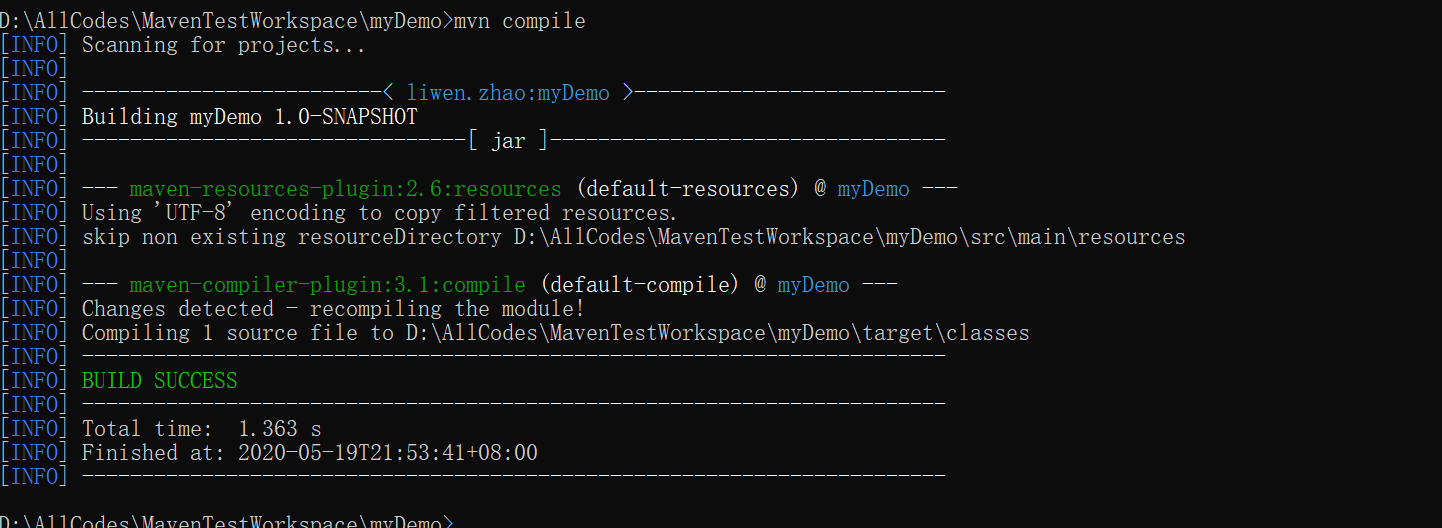 D:\AllCodes\MavenTestWorkspace\myDemo>mvn compile
[INFO] Scanning for projects...
[INFO]
[INFO] -------------------------< liwen.zhao:myDemo >--------------------------
[INFO] Building myDemo 1.0-SNAPSHOT
[INFO] --------------------------------[ jar ]---------------------------------
[INFO]
[INFO] --- maven-resources-plugin:2.6:resources (default-resources) @ myDemo ---
[INFO] Using 'UTF-8' encoding to copy filtered resources.
[INFO] skip non existing resourceDirectory D:\AllCodes\MavenTestWorkspace\myDemo\src\main\resources
[INFO]
[INFO] --- maven-compiler-plugin:3.1:compile (default-compile) @ myDemo ---
[INFO] Changes detected - recompiling the module!
[INFO] Compiling 1 source file to D:\AllCodes\MavenTestWorkspace\myDemo\target\classes
[INFO] ------------------------------------------------------------------------
[INFO] BUILD SUCCESS
[INFO] ------------------------------------------------------------------------
[INFO] Total time:  1.363 s
[INFO] Finished at: 2020-05-19T21:53:41+08:00
[INFO] ------------------------------------------------------------------------
D:\AllCodes\MavenTestWorkspace\myDemo>